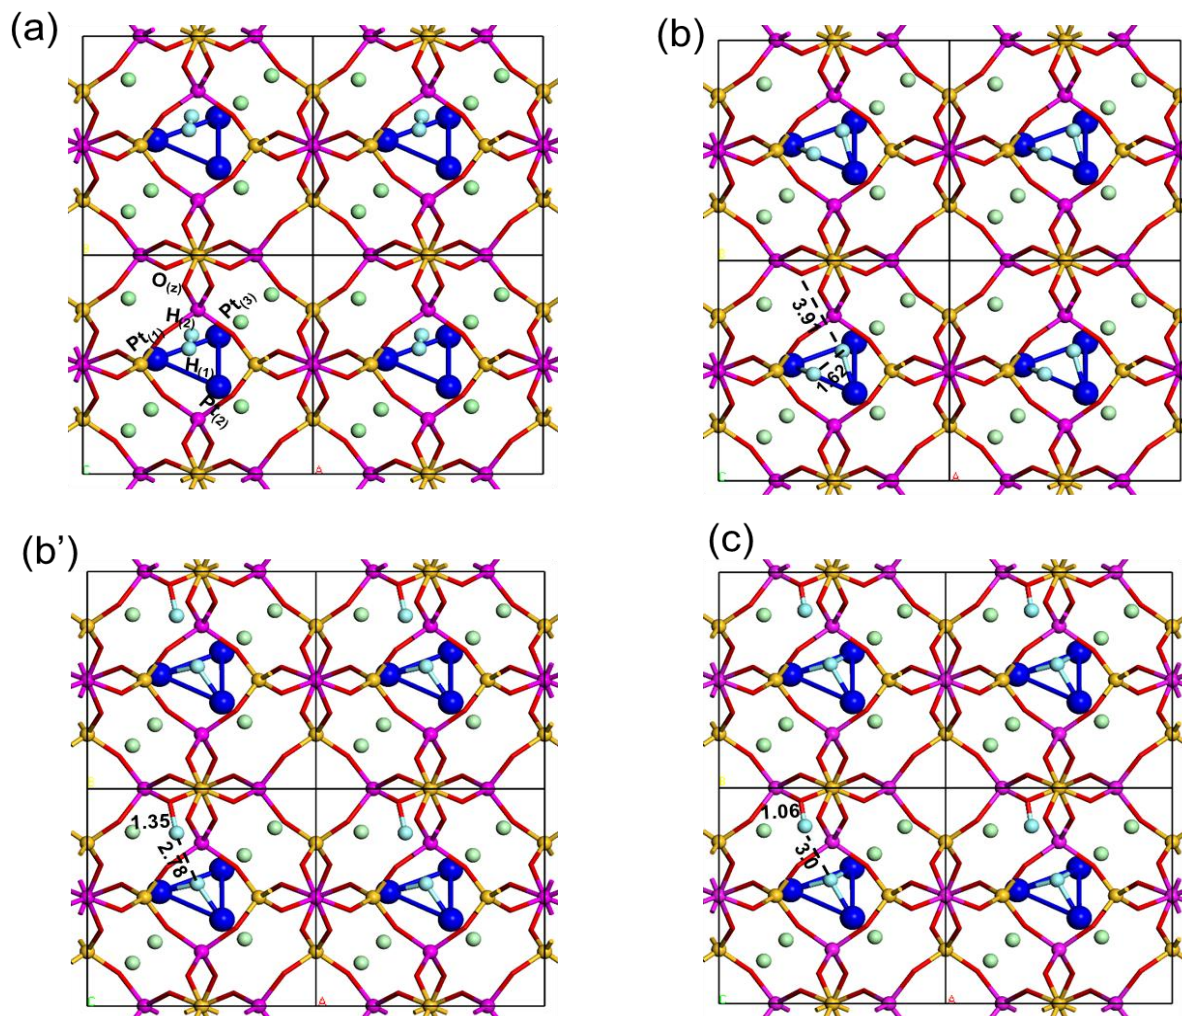 (a)
O(z)
Pt(3)
H(2)
Pt(1)
H(1)
Pt(2)
B
C
A
(b)
3.91
1.62
B
C
A
(b’)
1.35
2.78
B
C
A
(c)
1.06
3.0
B
C
A